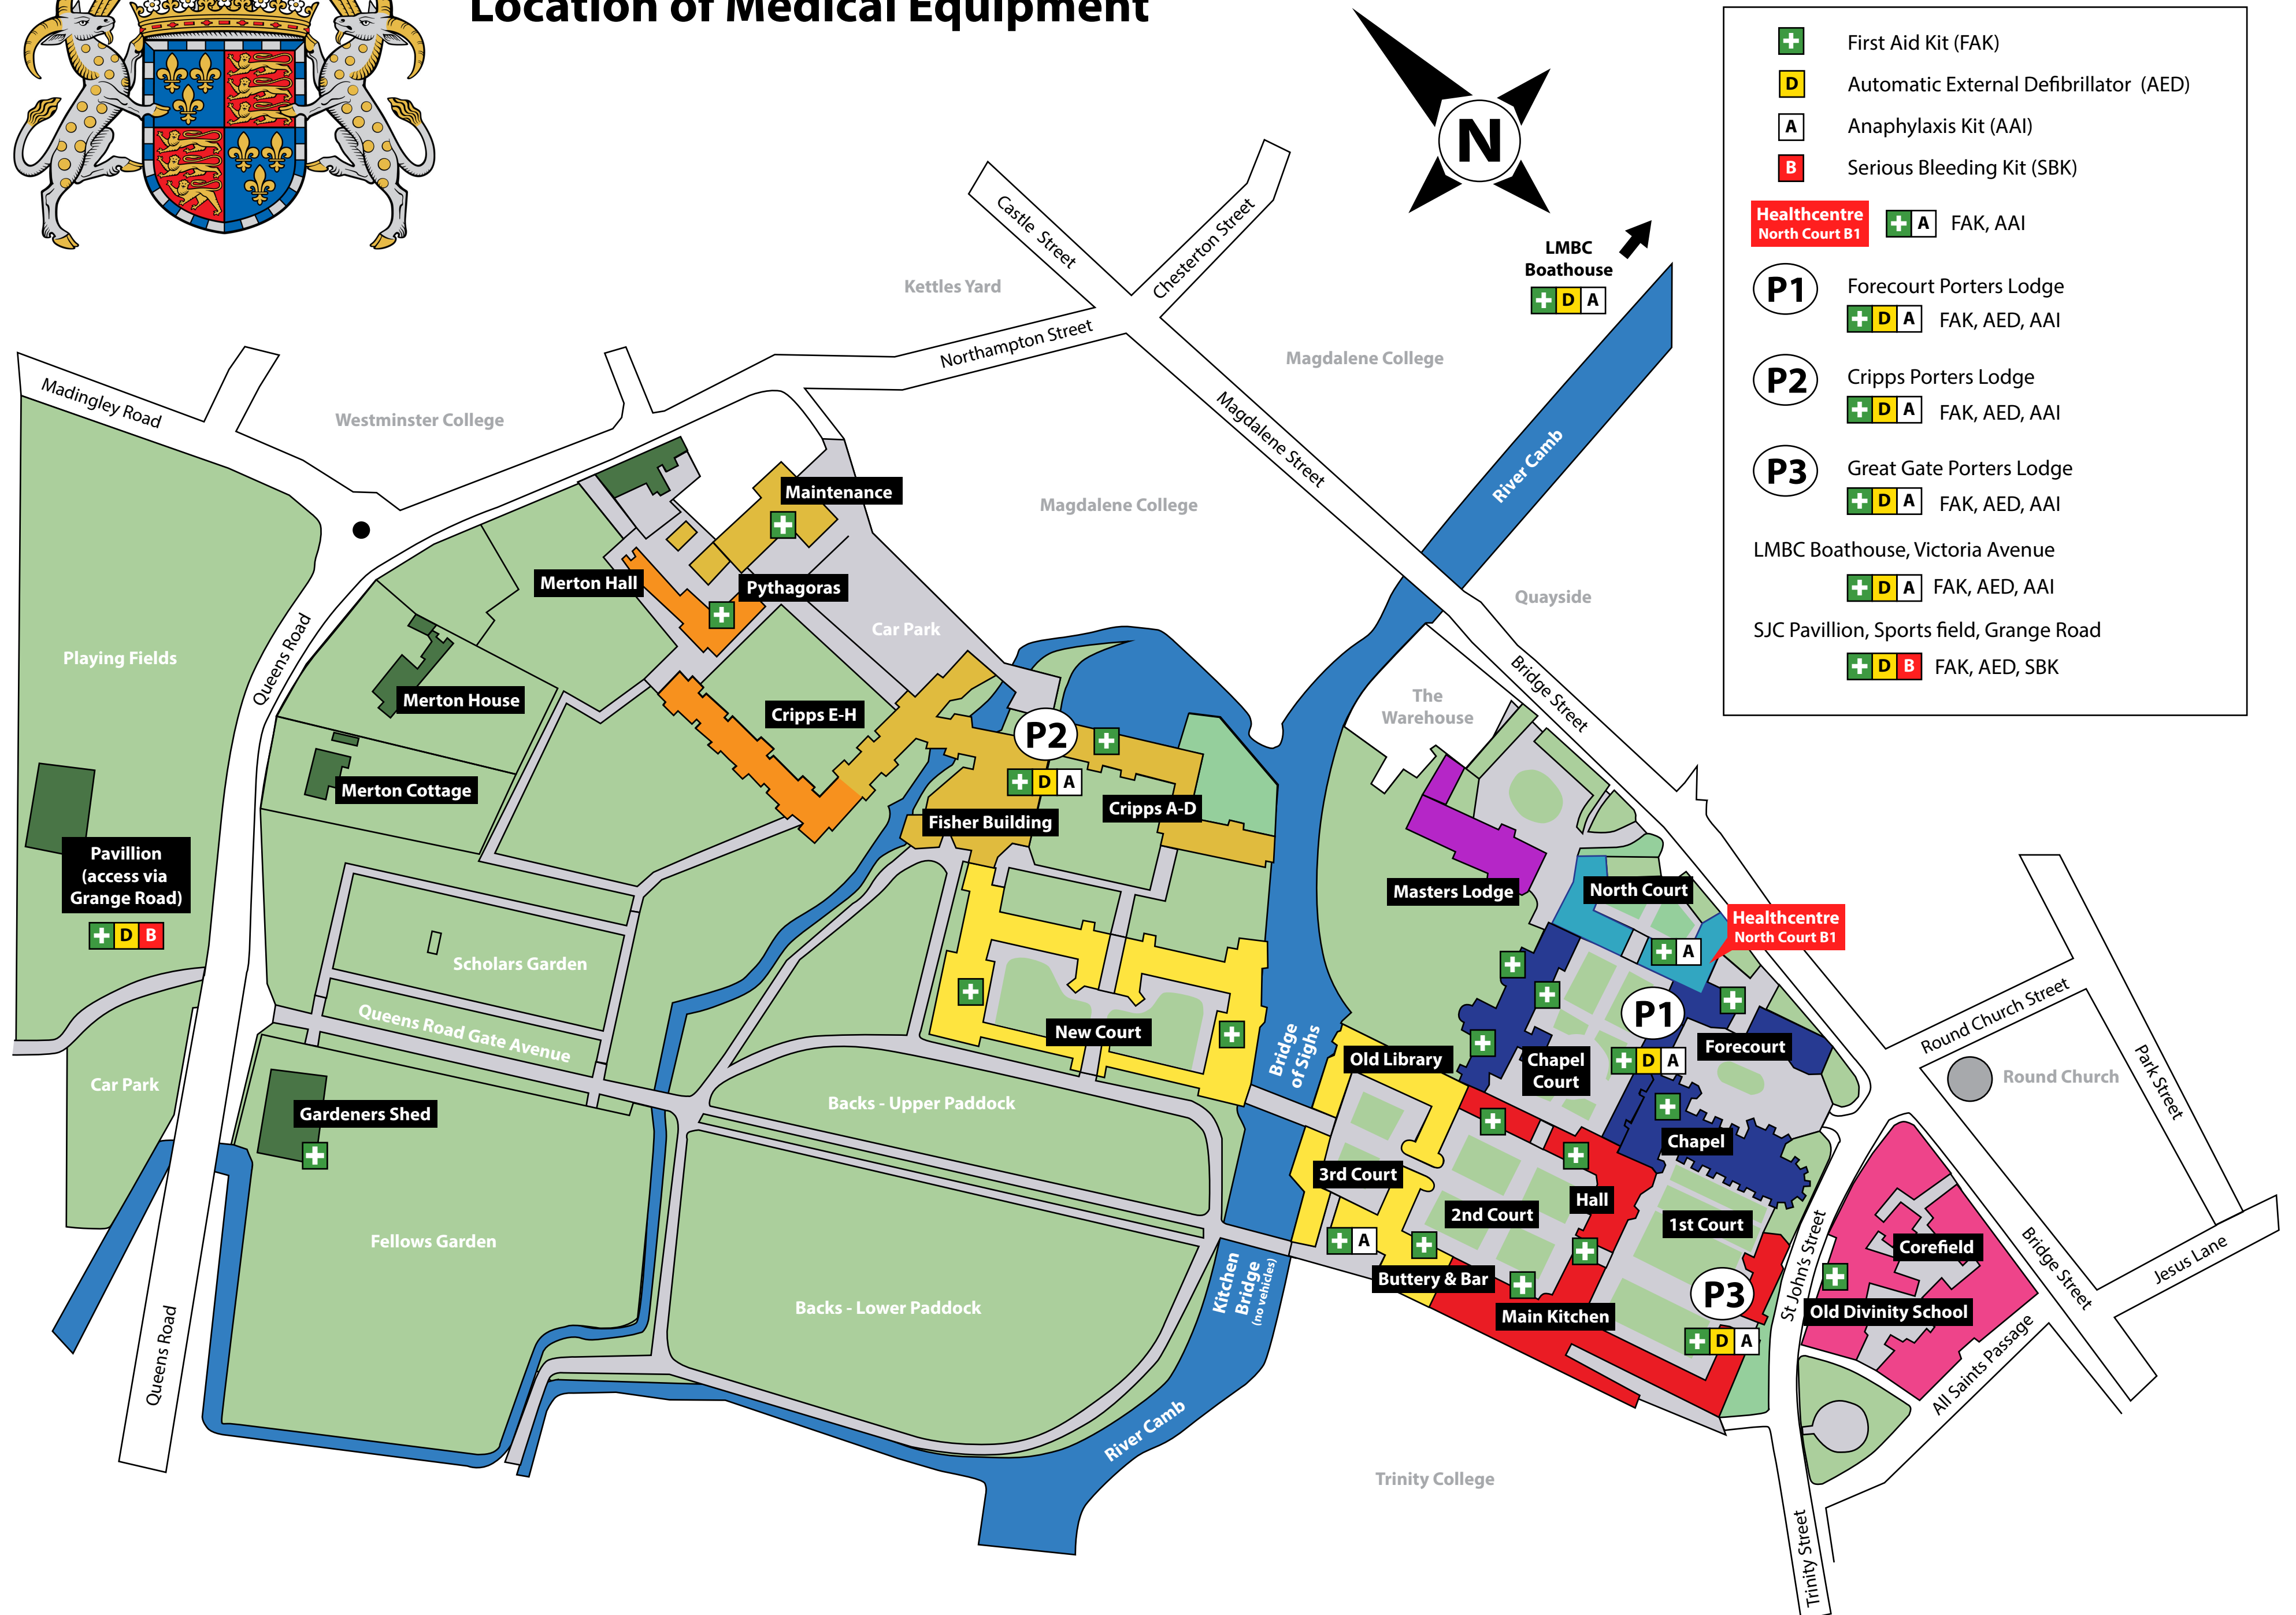 Location of Medical Equipment
N
First Aid Kit (FAK)
D Automatic External Defibrillator (AED)
A Anaphylaxis Kit (AAI)
B Serious Bleeding Kit (SBK)
Healthcentre
North Court B1
A FAK, AAI
P1 Forecourt Porters Lodge
D A FAK, AED, AAI
P2 Cripps Porters Lodge
D A FAK, AED, AAI
P3 Great Gate Porters Lodge
D A FAK, AED, AAI
LMBC Boathouse, Victoria Avenue
D A FAK, AED, AAI
SJC Pavillion, Sports field, Grange Road
D B FAK, AED, SBK
LMBC
Boathouse
D A
Castle Street
Chesterton Street
Kettles Yard
Northampton Street
Magdalene College
Magdalene Street
River Camb
Madingley Road
Westminster College
Magdalene College
Maintenance
Merton Hall
Pythagoras
Car Park
Quayside
Playing Fields
Queens Road
Merton House
Cripps E-H
P2
D A
The
Warehouse
Bridge Street
Merton Cottage
Cripps A-D
Fisher Building
Pavillion
(access via
Grange Road)
D B
Masters Lodge
North Court
Healthcentre
North Court B1
A
Scholars Garden
Queens Road Gate Avenue
New Court
Bridge
of Sighs
Old Library
P1
D A
Forecourt
Chapel
Court
Round Church Street
Round Church
Park Street
Car Park
Gardeners Shed
Backs - Upper Paddock
Chapel
3rd Court
Hall
2nd Court
1st Court
Fellows Garden
A
Kitchen
Bridge
(no vehicles)
Buttery & Bar
Main Kitchen
P3
D A
St John's Street
Corefield
Old Divinity School
Bridge Street
Jesus Lane
Backs - Lower Paddock
Queens Road
All Saints Passage
River Camb
Trinity College
Trinity Street